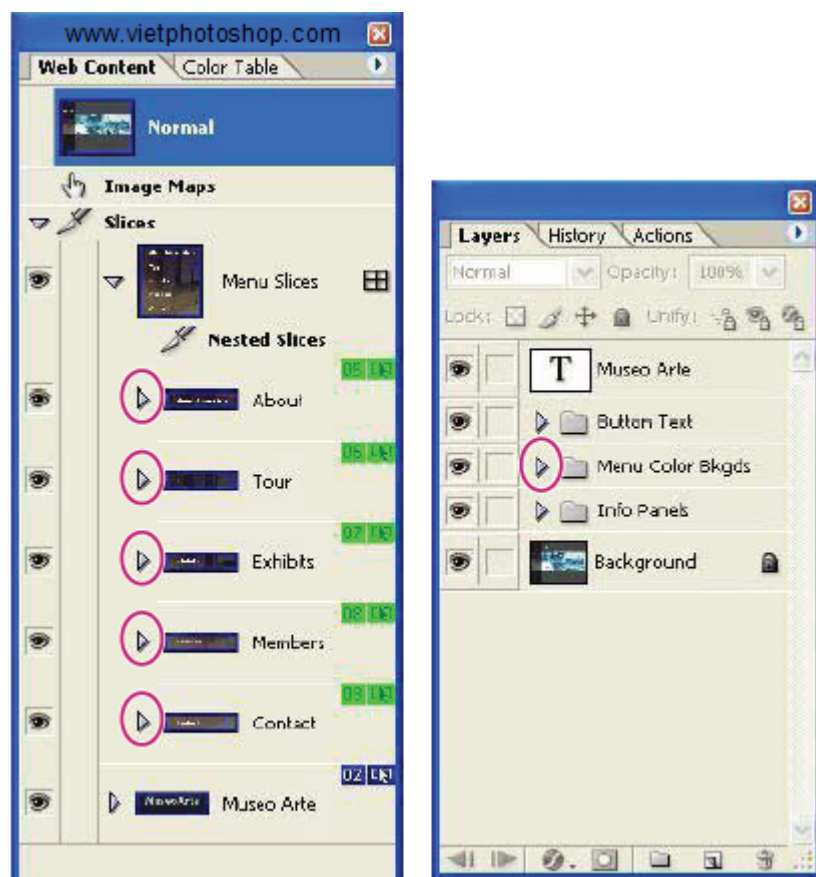 www.vietphotoshop.com
Web Content Color Table
Normal
Image Maps
Slices
Menu Slices
Nested Slices
05
About
06
Tour
07
Exhibits
08
Members
09
Contact
02
MuseoArte Museo Arte
Layers History Actions
Normal Opacity: 100%
Lock: Unify:
T Museo Arte
Button Text
Menu Color Bkgds
Info Panels
Background